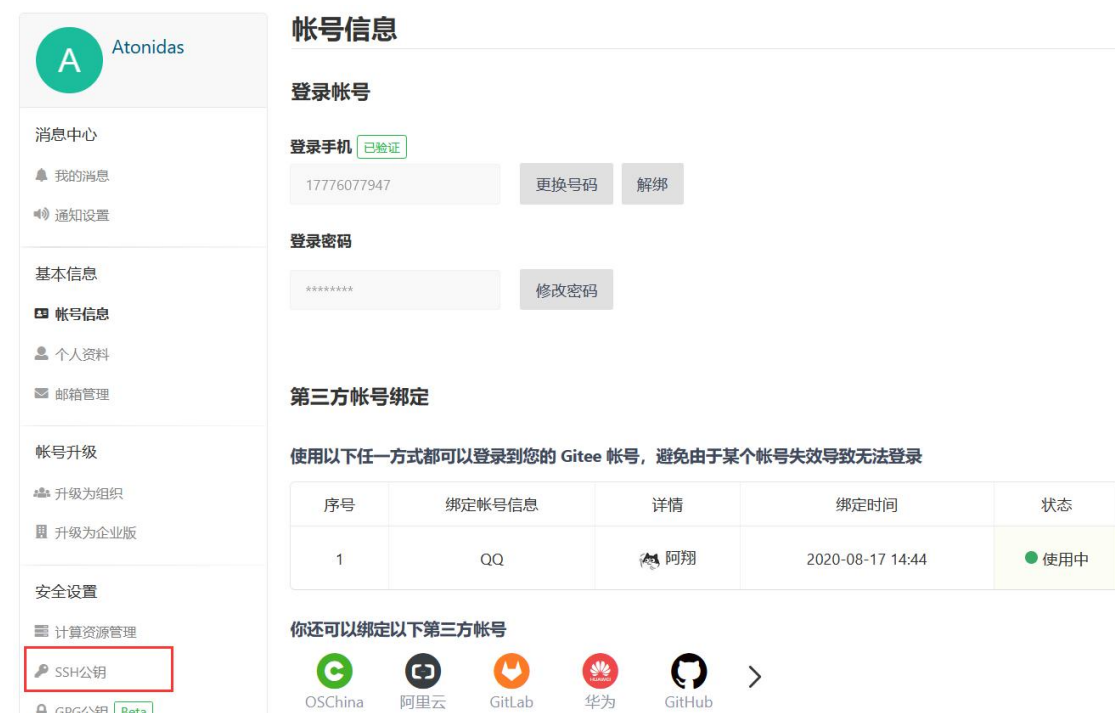 A
Atonidas
消息中心
我的消息
通知设置
基本信息
帐号信息
个人资料
邮箱管理
帐号升级
升级为组织
升级为企业版
安全设置
计算资源管理
SSH公钥
GPG公钥 Beta
帐号信息
登录帐号
登录手机 已验证
17776077947 更换号码 解绑
登录密码
******** 修改密码
第三方帐号绑定
使用以下任一方式都可以登录到您的 Gitee 帐号，避免由于某个帐号失效导致无法登录
序号 绑定帐号信息 详情 绑定时间 状态
1 QQ 阿翔 2020-08-17 14:44 使用中
你还可以绑定以下第三方帐号
HUAWEI
OSChina 阿里云 GitLab 华为 GitHub